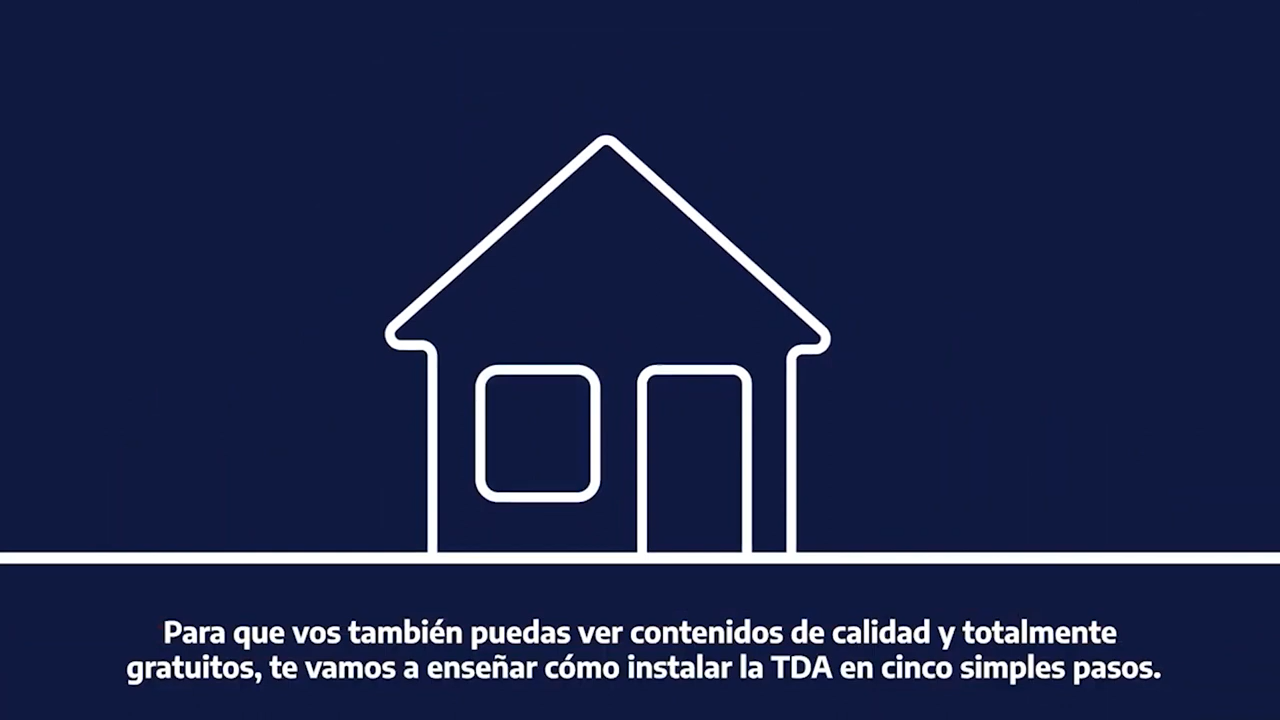 Para que vos también puedas ver contenidos de calidad y totalmente
gratuitos, te vamos a enseñar cómo instalar la TDA en cinco simples pasos.